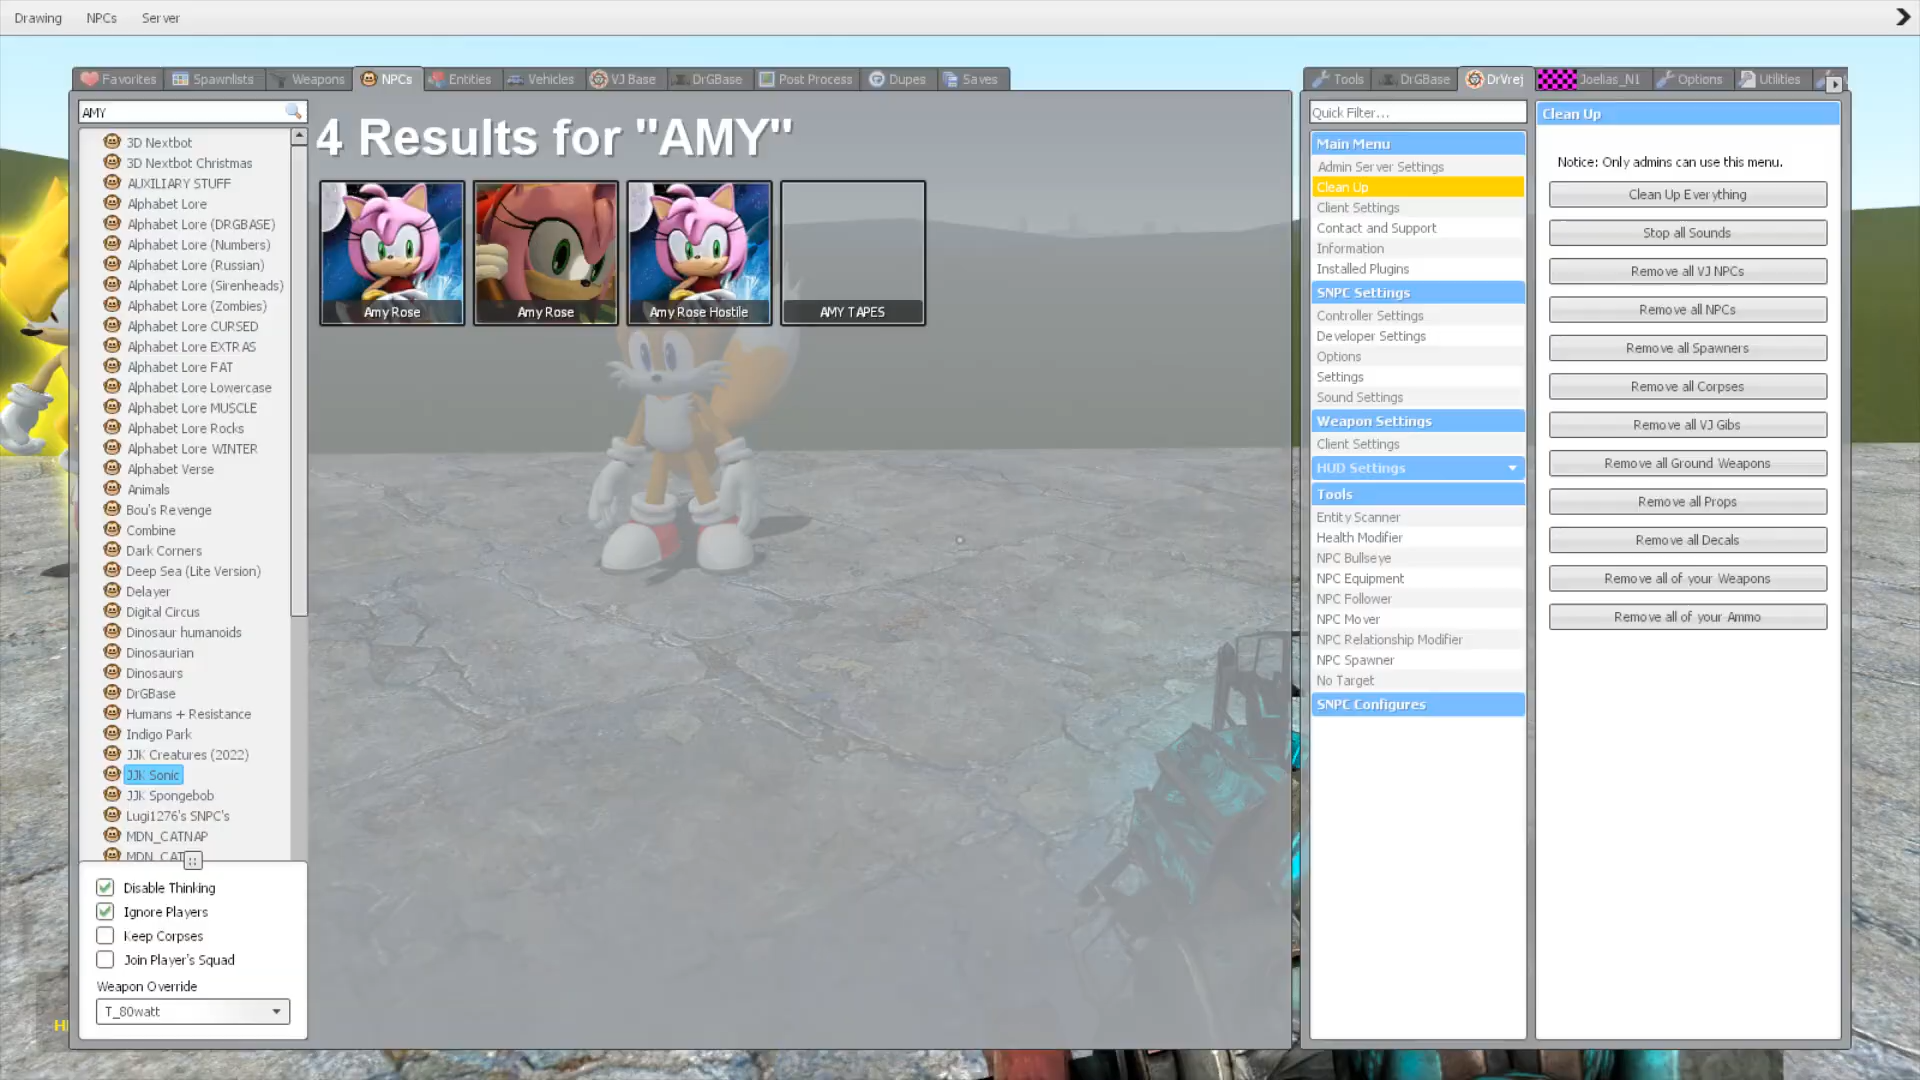 Drawing NPCs Server
Favorites Spawnlists Weapons NPCs Entities Vehicles VJ Base DrGBase Post Process Dupes Saves
AMY
3D Nextbot
3D Nextbot Christmas
AUXILIARY STUFF
Alphabet Lore
Alphabet Lore (DRGBASE)
Alphabet Lore (Numbers)
Alphabet Lore (Russian)
Alphabet Lore (Sirenheads)
Alphabet Lore (Zombies)
Alphabet Lore CURSED
Alphabet Lore EXTRAS
Alphabet Lore FAT
Alphabet Lore Lowercase
Alphabet Lore MUSCLE
Alphabet Lore Rocks
Alphabet Lore WINTER
Alphabet Verse
Animals
Bou's Revenge
Combine
Dark Corners
Deep Sea (Lite Version)
Delayer
Digital Circus
Dinosaur humanoids
Dinosaurian
Dinosaurs
DrGBase
Humans + Resistance
Indigo Park
JJK Creatures (2022)
JJK Sonic
JJK Spongebob
Lugi1276's SNPC's
MDN_CATNAP
Disable Thinking
Ignore Players
Keep Corpses
Join Player's Squad
Weapon Override
T_80watt
4 Results for "AMY"
Amy Rose
Amy Rose
Amy Rose Hostile
AMY TAPES
Tools DrGBase DrVrej Joelias_N1 Options Utilities
Quick Filter...
Main Menu
Admin Server Settings
Clean Up
Client Settings
Contact and Support
Information
Installed Plugins
SNPC Settings
Controller Settings
Developer Settings
Options
Settings
Sound Settings
Weapon Settings
Client Settings
HUD Settings
Tools
Entity Scanner
Health Modifier
NPC Bullseye
NPC Equipment
NPC Follower
NPC Mover
NPC Relationship Modifier
NPC Spawner
No Target
SNPC Configures
Clean Up
Notice: Only admins can use this menu.
Clean Up Everything
Stop all Sounds
Remove all VJ NPCs
Remove all NPCs
Remove all Spawners
Remove all Corpses
Remove all VJ Gibs
Remove all Ground Weapons
Remove all Props
Remove all Decals
Remove all of your Weapons
Remove all of your Ammo